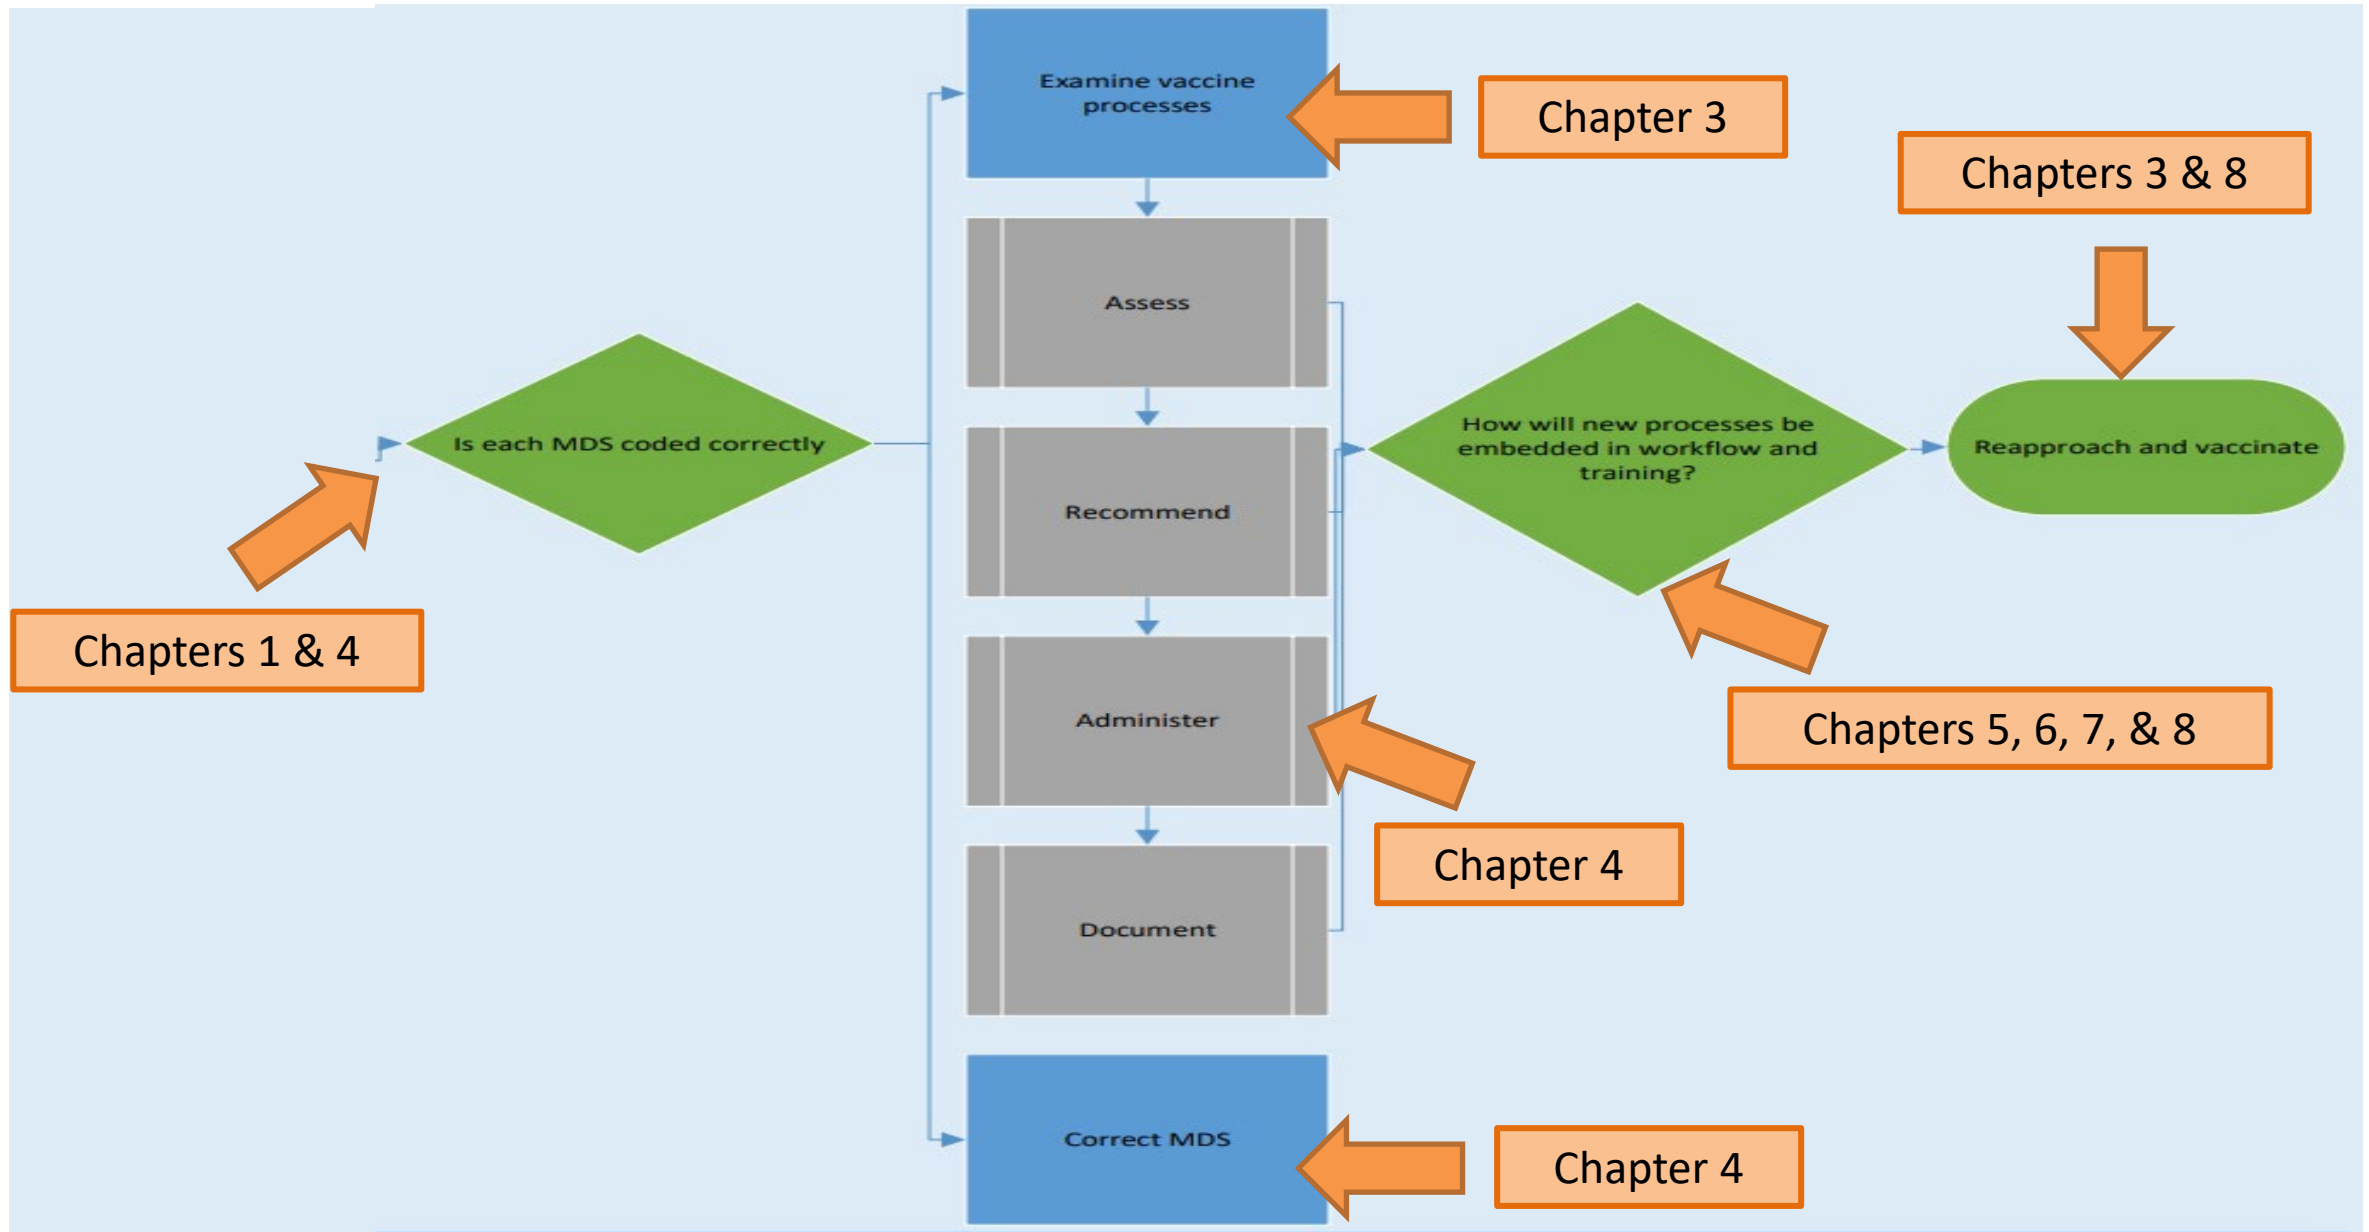 Examine vaccine
processes
Chapter 3
Chapters 3 & 8
Assess
Is each MDS coded correctly
How will new processes be
embedded in workflow and
training?
Reapproach and vaccinate
Recommend
Chapters 1 & 4
Administer
Chapters 5, 6, 7, & 8
Chapter 4
Document
Correct MDS
Chapter 4